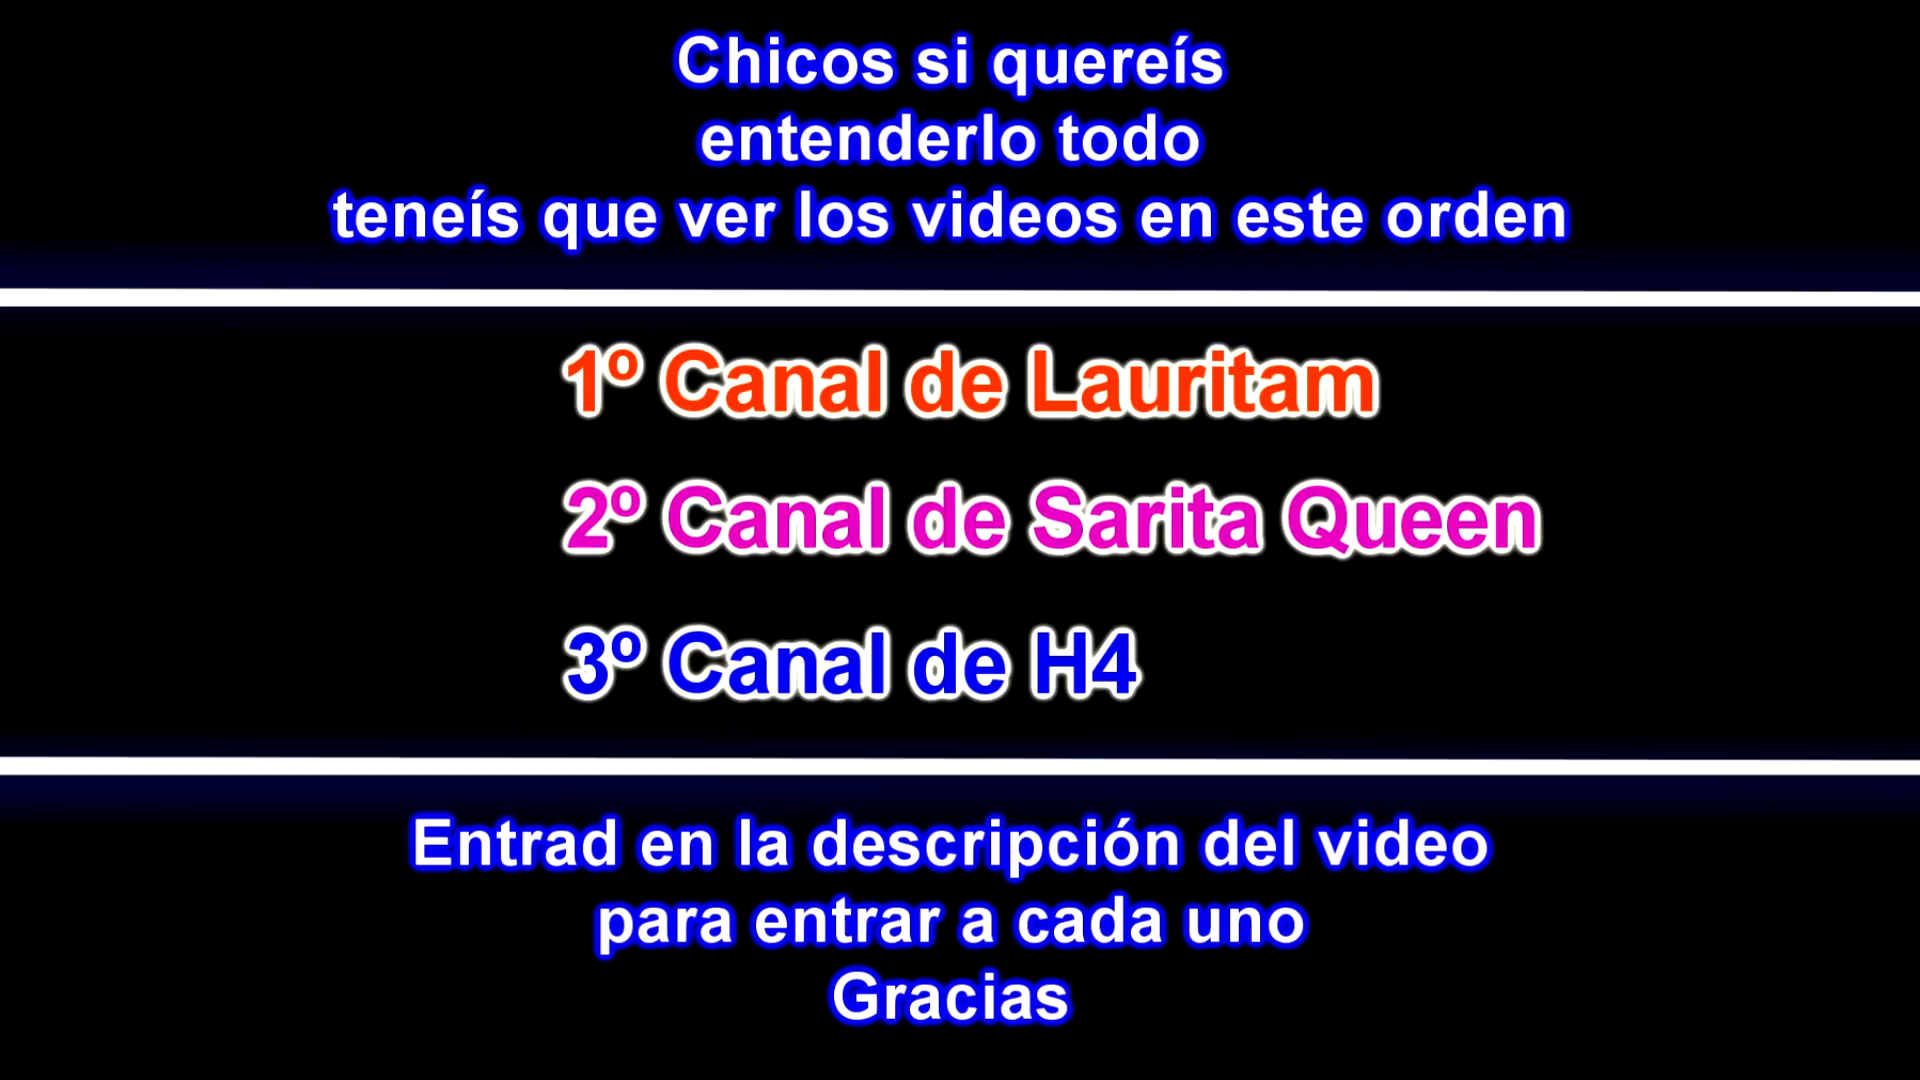 Chicos si quereís
entenderlo todo
teneís que ver los videos en este orden
1º Canal de Lauritam
2º Canal de Sarita Queen
3º Canal de H4
Entrad en la descripción del video
para entrar a cada uno
Gracias